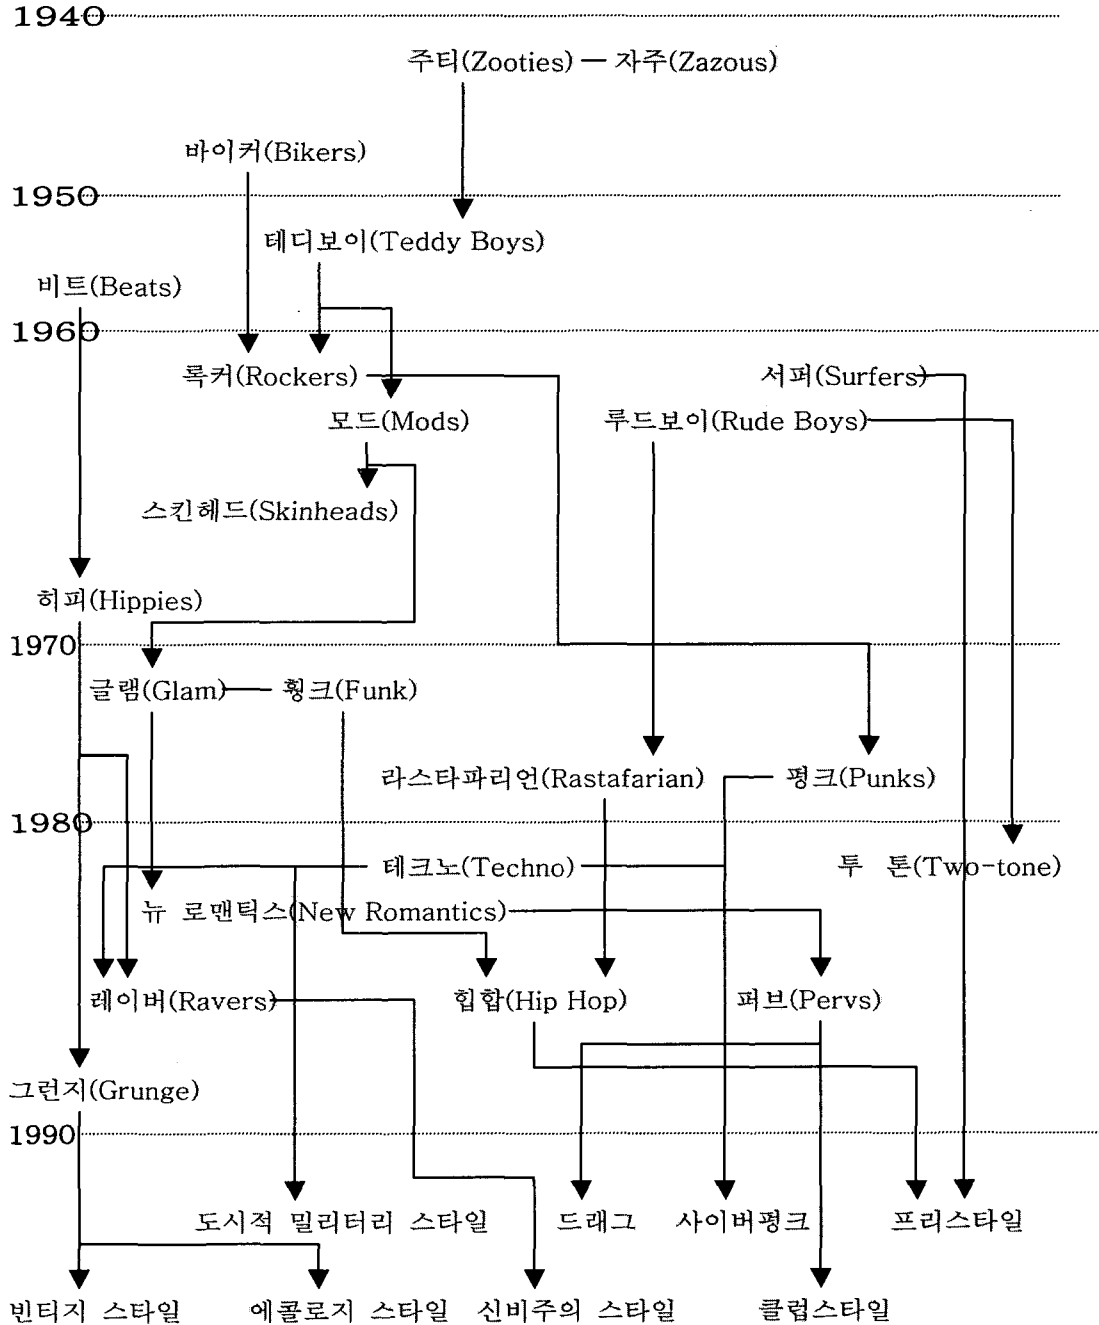 1940
주티(Zooties) — 자주(Zazous)
바이커(Bikers)
1950
테디보이(Teddy Boys)
비트(Beats)
1960
록커(Rockers)
서퍼(Surfers)
모드(Mods)
루드보이(Rude Boys)
스킨헤드(Skinheads)
히피(Hippies)
1970
글램(Glam)
훵크(Funk)
라스타파리언(Rastafarian)
펑크(Punks)
1980
테크노(Techno)
투 톤(Two-tone)
뉴 로맨틱스(New Romantics)
레이버(Ravers)
힙합(Hip Hop)
퍼브(Pervs)
그런지(Grunge)
1990
도시적 밀리터리 스타일
드래그
사이버펑크
프리스타일
빈티지 스타일
에콜로지 스타일
신비주의 스타일
클럽스타일